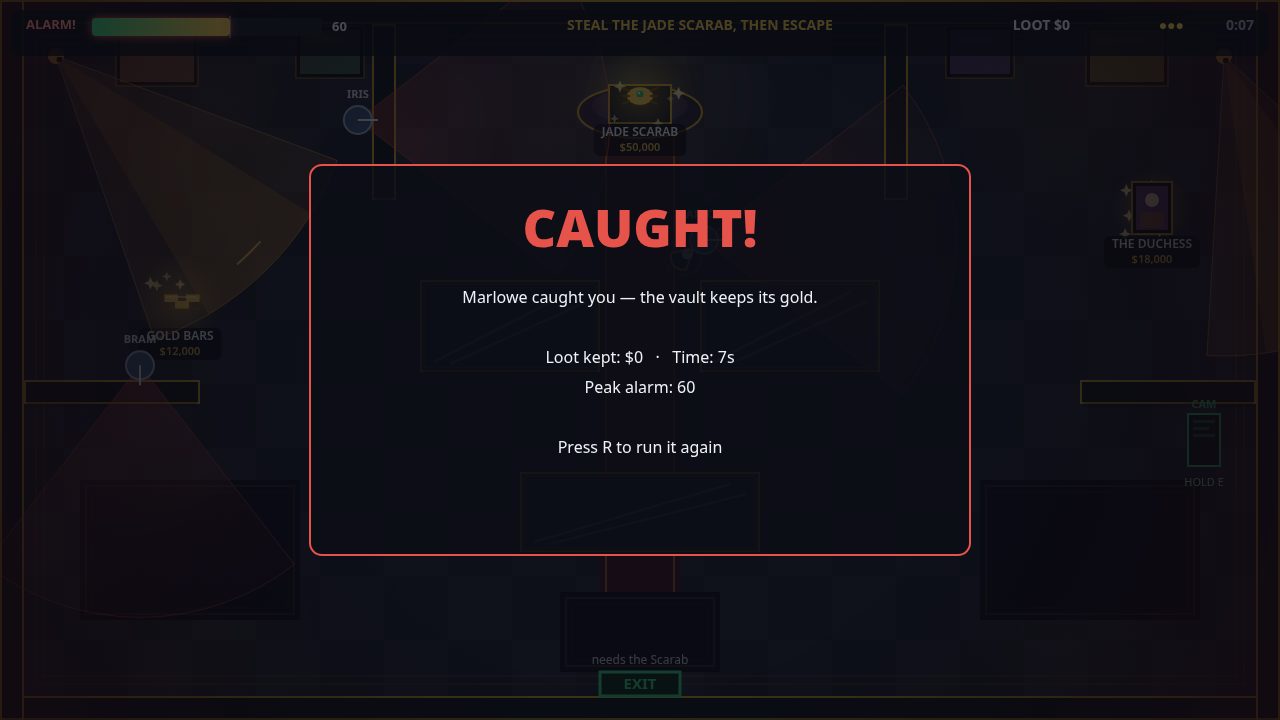 ALARM!
60
STEAL THE JADE SCARAB, THEN ESCAPE
LOOT $0
0:07
IRIS
JADE SCARAB
$50,000
THE DUCHESS
$18,000
CAUGHT!
Marlowe caught you — the vault keeps its gold.
GOLD BARS
$12,000
BRAM
Loot kept: $0 · Time: 7s
Peak alarm: 60
CAM
Press R to run it again
HOLD E
needs the Scarab
EXIT